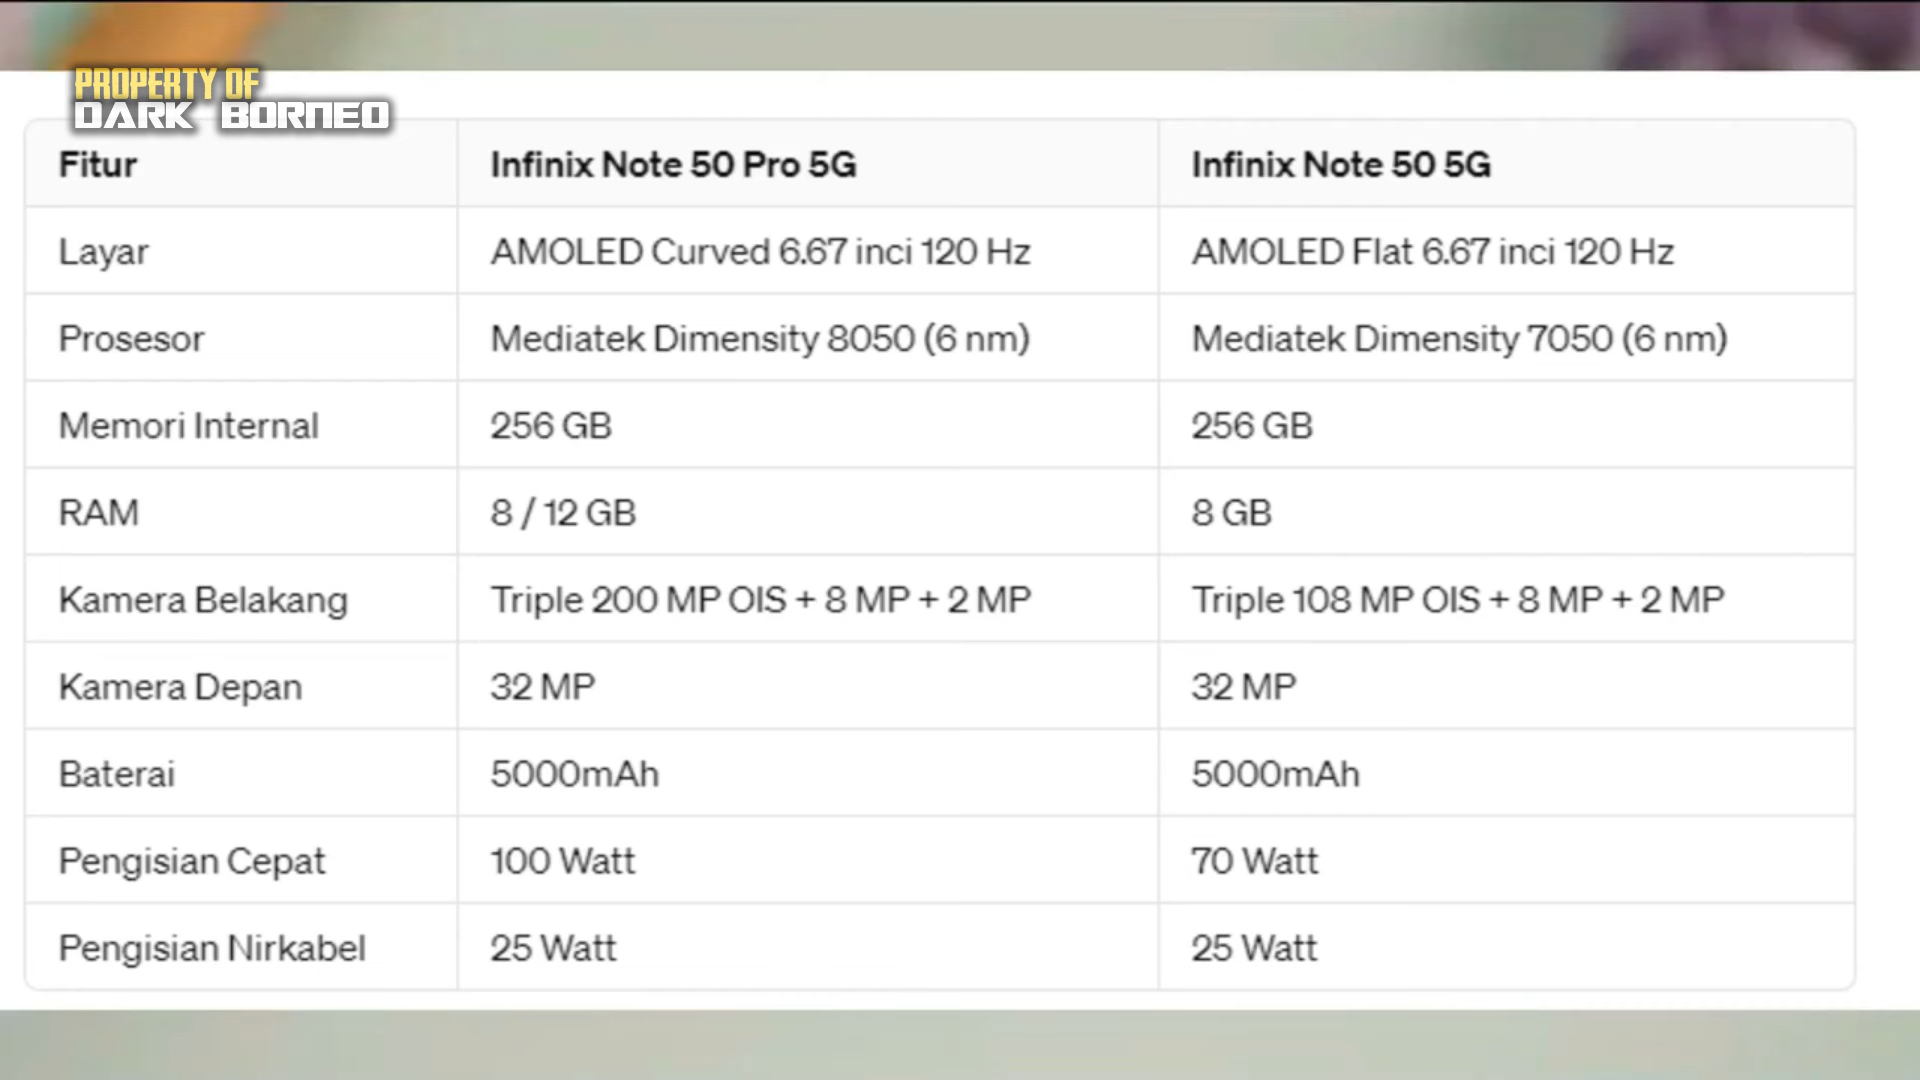 PROPERTY OF
DARK BORNEO
Fitur Infinix Note 50 Pro 5G Infinix Note 50 5G
Layar AMOLED Curved 6.67 inci 120 Hz AMOLED Flat 6.67 inci 120 Hz
Prosesor Mediatek Dimensity 8050 (6 nm) Mediatek Dimensity 7050 (6 nm)
Memori Internal 256 GB 256 GB
RAM 8 / 12 GB 8 GB
Kamera Belakang Triple 200 MP OIS + 8 MP + 2 MP Triple 108 MP OIS + 8 MP + 2 MP
Kamera Depan 32 MP 32 MP
Baterai 5000mAh 5000mAh
Pengisian Cepat 100 Watt 70 Watt
Pengisian Nirkabel 25 Watt 25 Watt